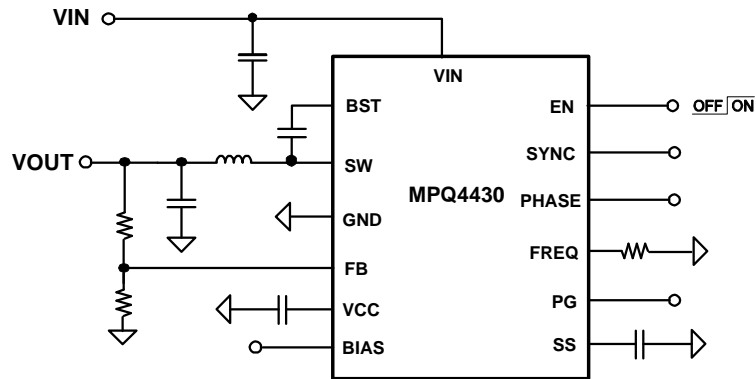 VIN
VIN
BST
EN
OFF ON
VOUT
SW
SYNC
MPQ4430
PHASE
GND
FREQ
FB
VCC
PG
BIAS
SS